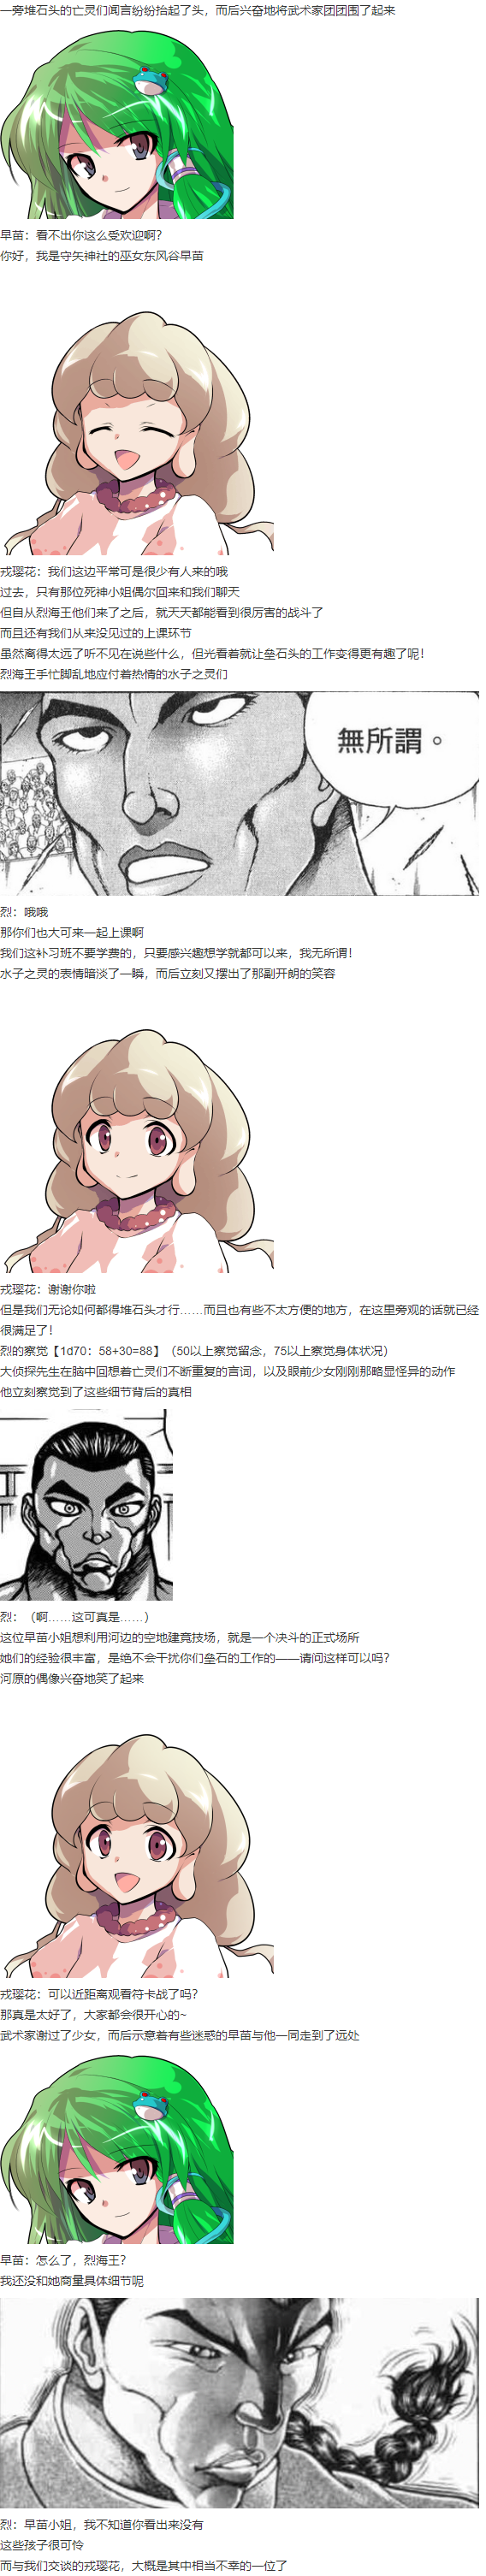 一旁堆石头的亡灵们闻言纷纷抬起了头，而后兴奋地将武术家团团围了起来
早苗：看不出你这么受欢迎啊？
你好，我是守矢神社的巫女东风谷早苗
戎璎花：我们这边平常可是很少有人来的哦
过去，只有那位死神小姐偶尔回来和我们聊天
但自从烈海王他们来了之后，就天天都能看到很厉害的战斗了
而且还有我们从来没见过的上课环节
虽然离得太远了听不见在说些什么，但光看着就让垒石头的工作变得更有趣了呢！
烈海王手忙脚乱地应付着热情的水子之灵们
無所謂。
烈：哦哦
那你们也大可来一起上课啊
我们这补习班不要学费的，只要感兴趣想学就都可以来，我无所谓！
水子之灵的表情暗淡了一瞬，而后立刻又摆出了那副开朗的笑容
戎璎花：谢谢你啦
但是我们无论如何都得堆石头才行……而且也有些不太方便的地方，在这里旁观的话就已经
很满足了！
烈的察觉【1d70：58+30=88】（50以上察觉留念，75以上察觉身体状况）
大侦探先生在脑中回想着亡灵们不断重复的言词，以及眼前少女刚刚那略显怪异的动作
他立刻察觉到了这些细节背后的真相
烈：（啊……这可真是……）
这位早苗小姐想利用河边的空地建竞技场，就是一个决斗的正式场所
她们的经验很丰富，是绝不会干扰你们垒石的工作的——请问这样可以吗？
河原的偶像兴奋地笑了起来
戎璎花：可以近距离观看符卡战了吗？
那真是太好了，大家都会很开心的~
武术家谢过了少女，而后示意着有些迷惑的早苗与他一同走到了远处
早苗：怎么了，烈海王？
我还没和她商量具体细节呢
烈：早苗小姐，我不知道你看出来没有
这些孩子很可怜
而与我们交谈的戎璎花，大概是其中相当不幸的一位了